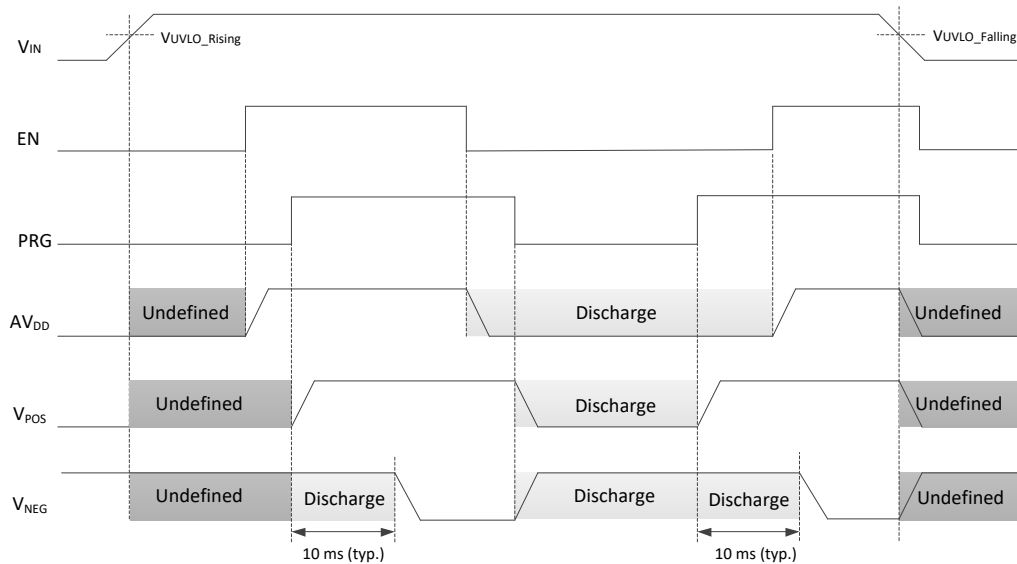 VIN
VUVLO_Rising
VUVLO_Falling
EN
PRG
AVDD
Undefined
Discharge
Undefined
VPOS
Undefined
Discharge
Undefined
VNEG
Undefined
Discharge
Discharge
Discharge
Undefined
10 ms (typ.)
10 ms (typ.)